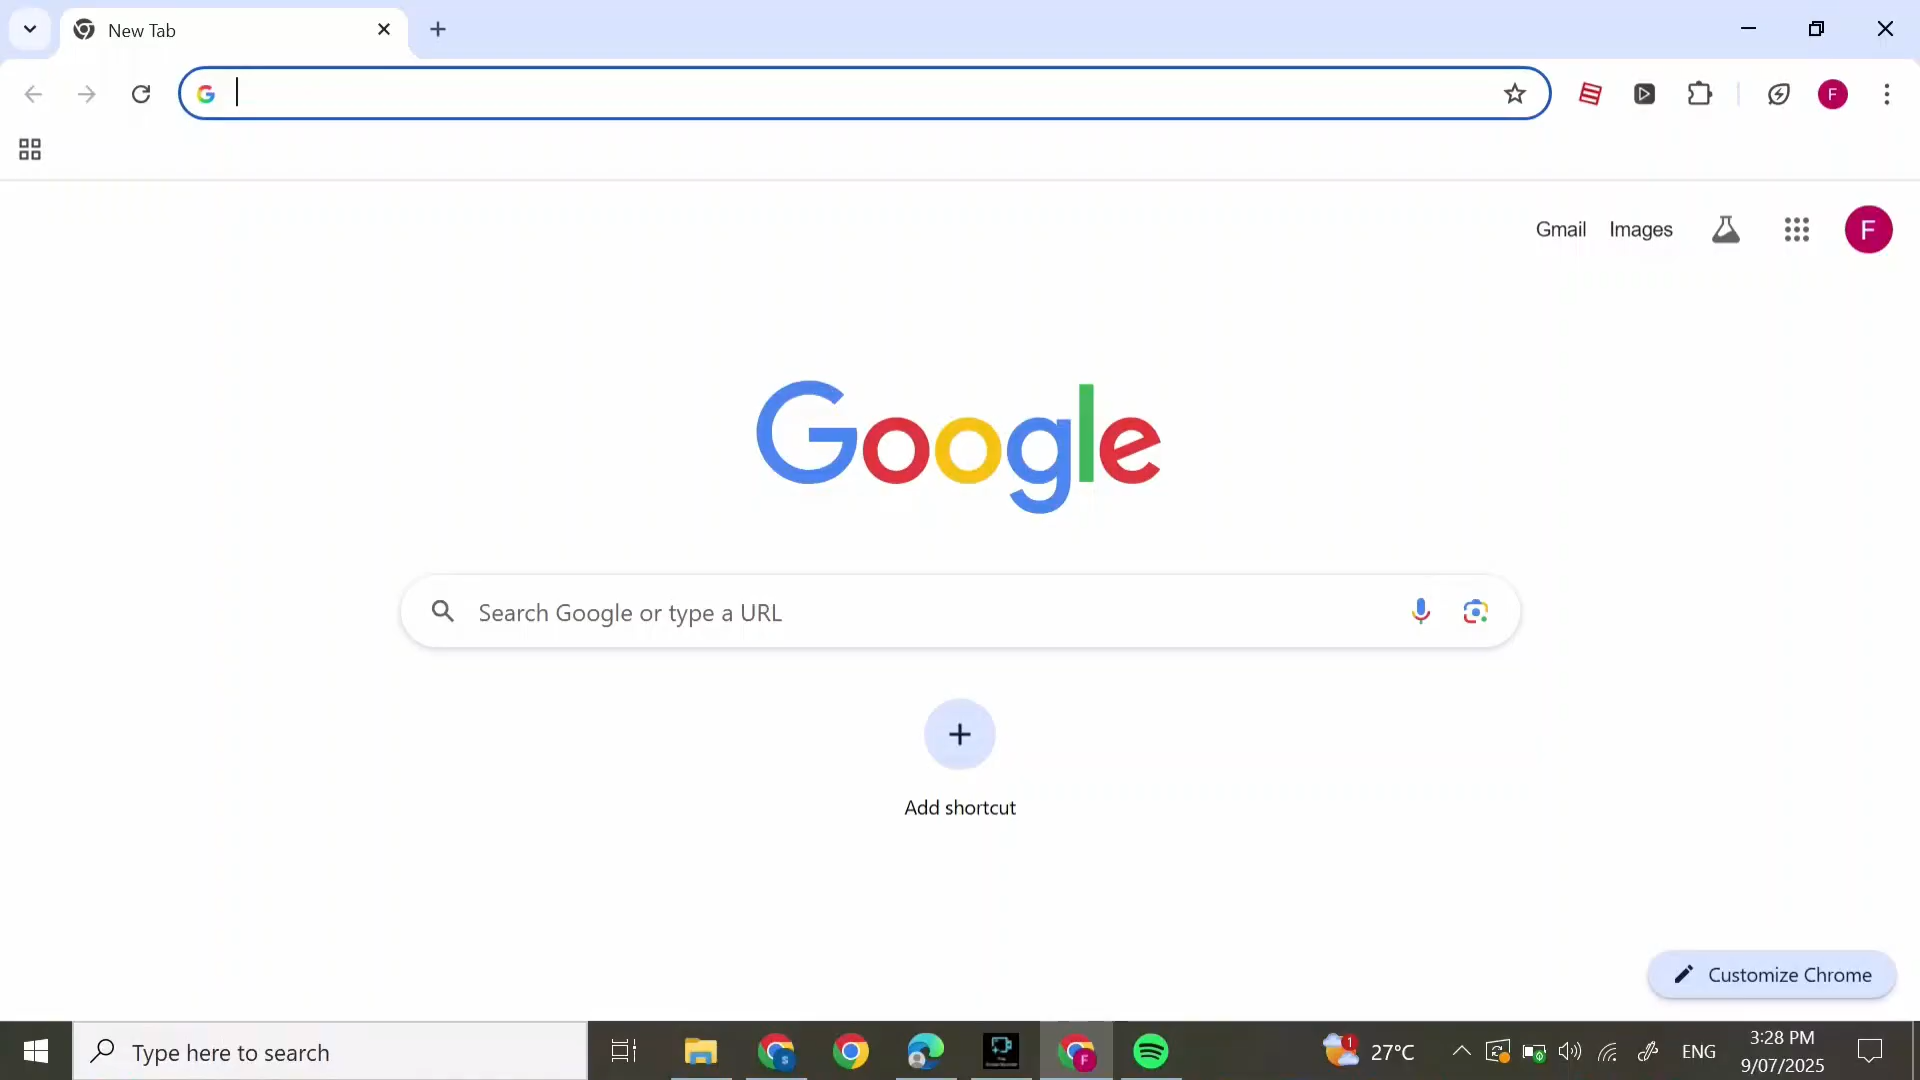 New Tab
F
Gmail Images
F
Google
Search Google or type a URL
Add shortcut
Customize Chrome
Type here to search
S
F
1
27°C
ENG
3:28 PM
9/07/2025